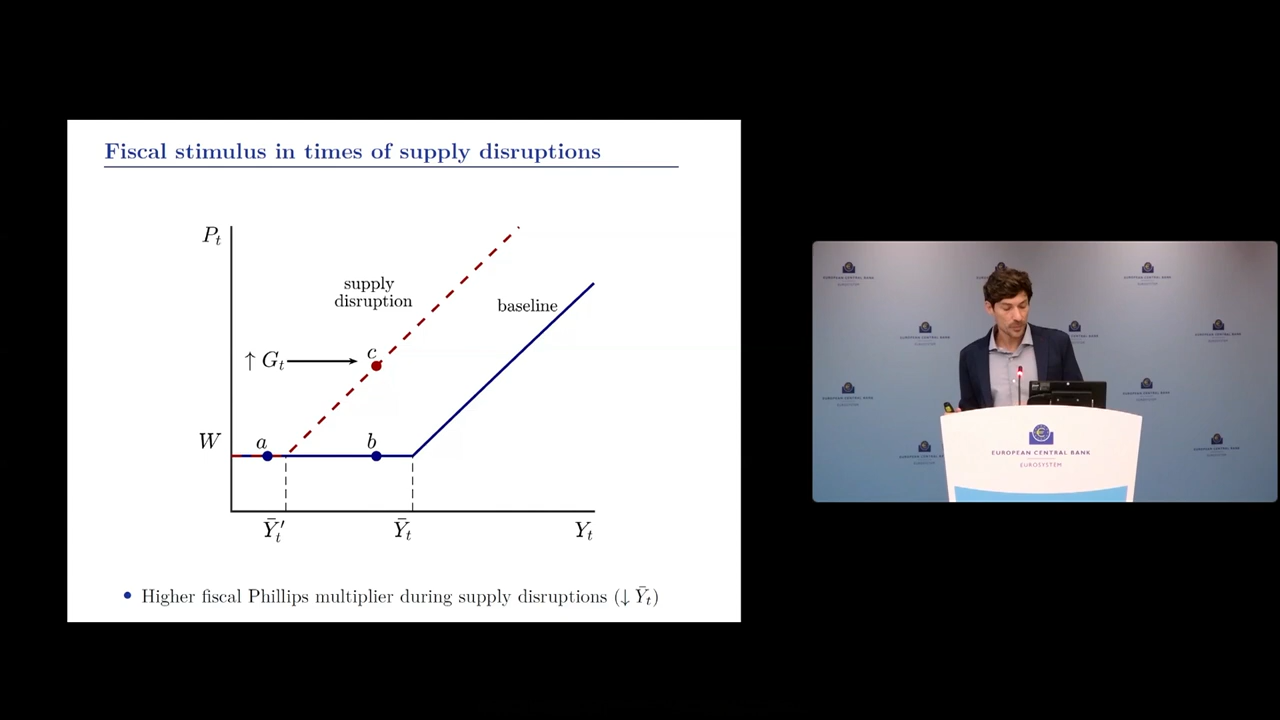 Fiscal stimulus in times of supply disruptions
P_t
supply
disruption
baseline
↑ G_t
c
W
a
b
Ȳ′_t
Ȳ_t
Y_t
• Higher fiscal Phillips multiplier during supply disruptions (↓ Ȳ_t)
EUROPEAN CENTRAL BANK
EUROSYSTEM